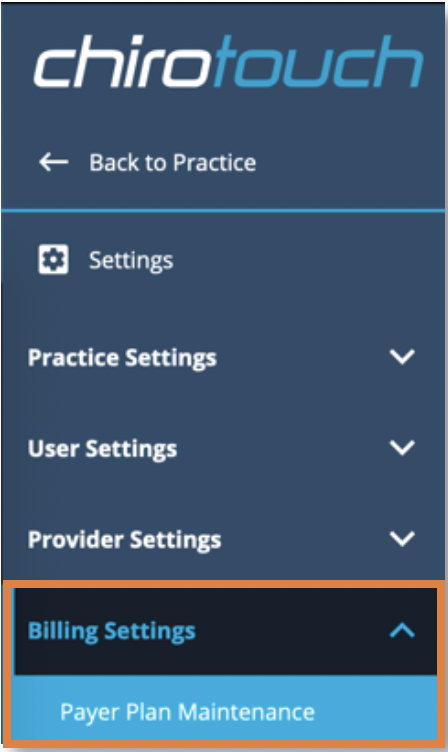 chirotouch
Back to Practice
Settings
Practice Settings
User Settings
Provider Settings
Billing Settings
Payer Plan Maintenance